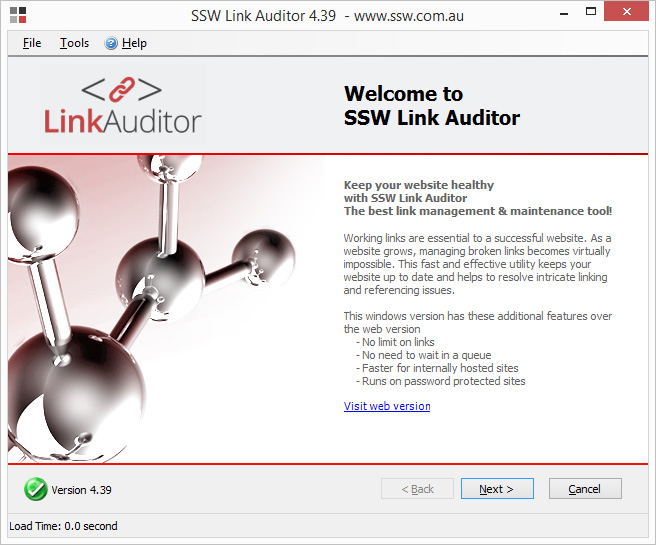 SSW Link Auditor 4.39 - www.ssw.com.au
File Tools Help
<> LinkAuditor
Welcome to
SSW Link Auditor
Keep your website healthy
with SSW Link Auditor
The best link management & maintenance tool!
Working links are essential to a successful website. As a
website grows, managing broken links becomes virtually
impossible. This fast and effective utility keeps your
website up to date and helps to resolve intricate linking
and referencing issues.
This windows version has these additional features over
the web version
- No limit on links
- No need to wait in a queue
- Faster for internally hosted sites
- Runs on password protected sites
Visit web version
Version 4.39
< Back Next > Cancel
Load Time: 0.0 second